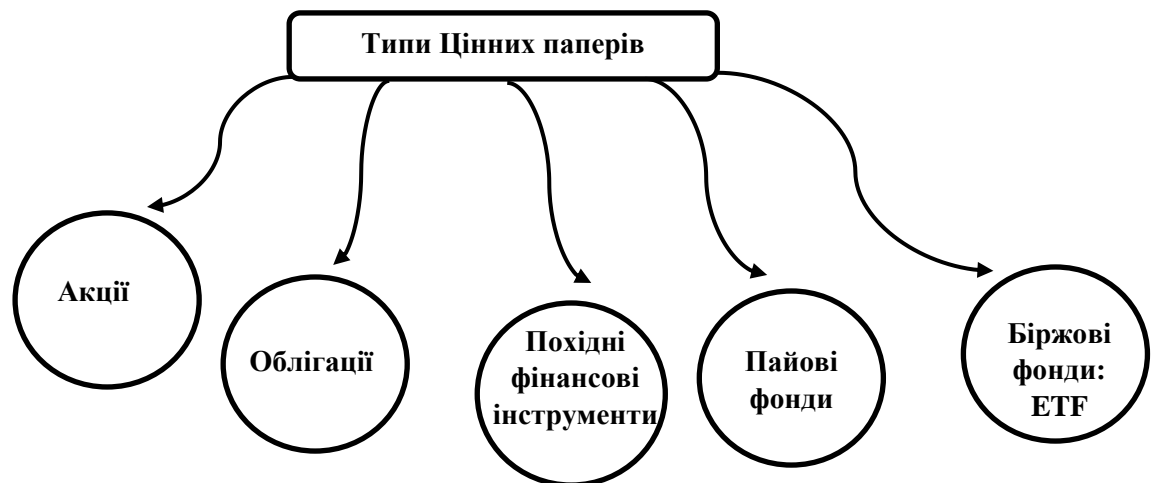 Типи Цінних паперів
Акції
Облігації
Похідні
фінансові
інструменти
Пайові
фонди
Біржові
фонди:
ETF